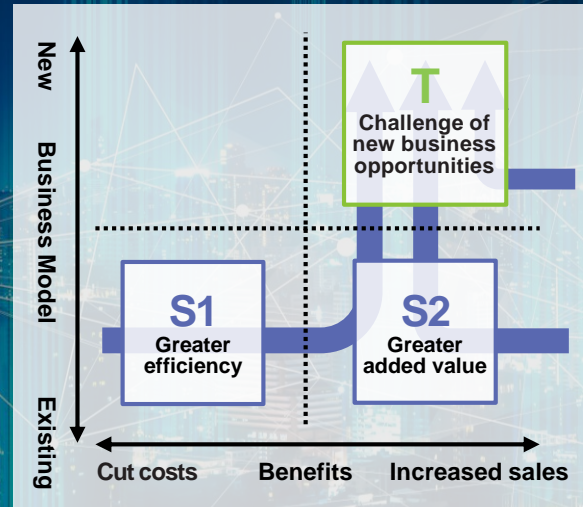 New
Business Model
Existing
T
Challenge of
new business
opportunities
S1
Greater
efficiency
S2
Greater
added value
Cut costs
Benefits
Increased sales